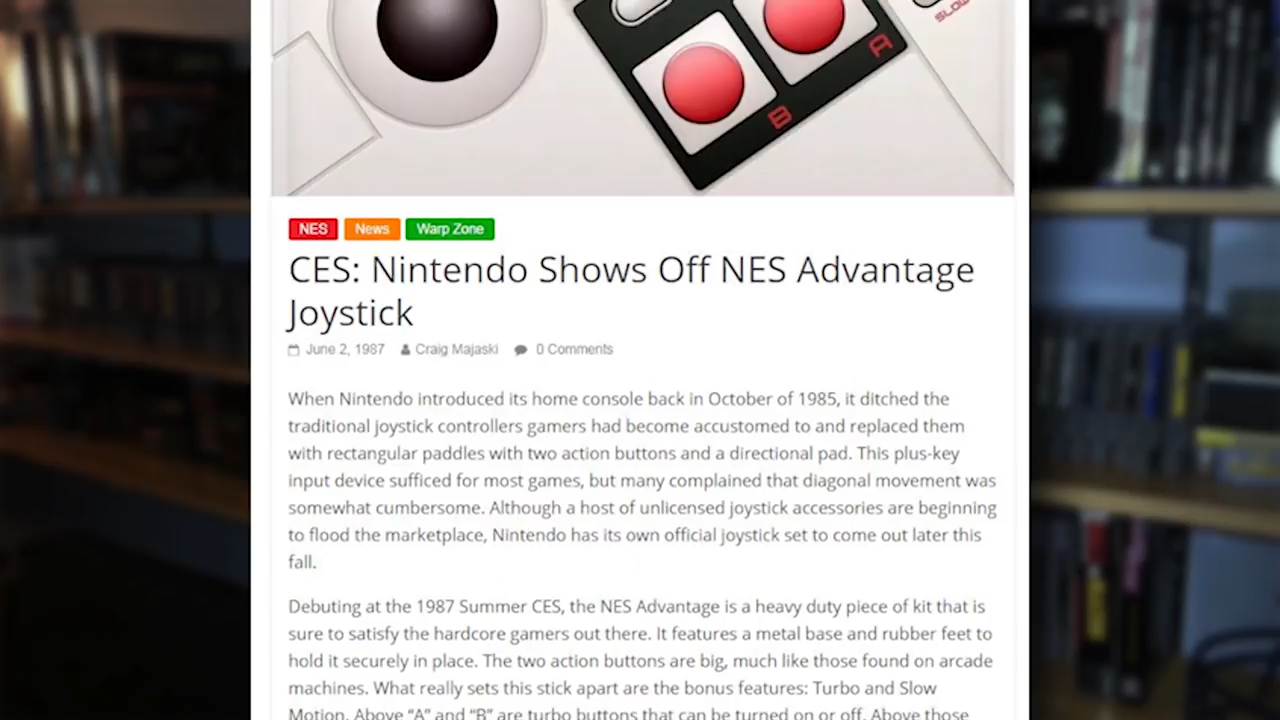 SLOW
A
B
NES News Warp Zone
CES: Nintendo Shows Off NES Advantage
Joystick
June 2, 1987 Craig Majaski 0 Comments
When Nintendo introduced its home console back in October of 1985, it ditched the
traditional joystick controllers gamers had become accustomed to and replaced them
with rectangular paddles with two action buttons and a directional pad. This plus-key
input device sufficed for most games, but many complained that diagonal movement was
somewhat cumbersome. Although a host of unlicensed joystick accessories are beginning
to flood the marketplace, Nintendo has its own official joystick set to come out later this
fall.
Debuting at the 1987 Summer CES, the NES Advantage is a heavy duty piece of kit that is
sure to satisfy the hardcore gamers out there. It features a metal base and rubber feet to
hold it securely in place. The two action buttons are big, much like those found on arcade
machines. What really sets this stick apart are the bonus features: Turbo and Slow
Motion. Above “A” and “B” are turbo buttons that can be turned on or off. Above those